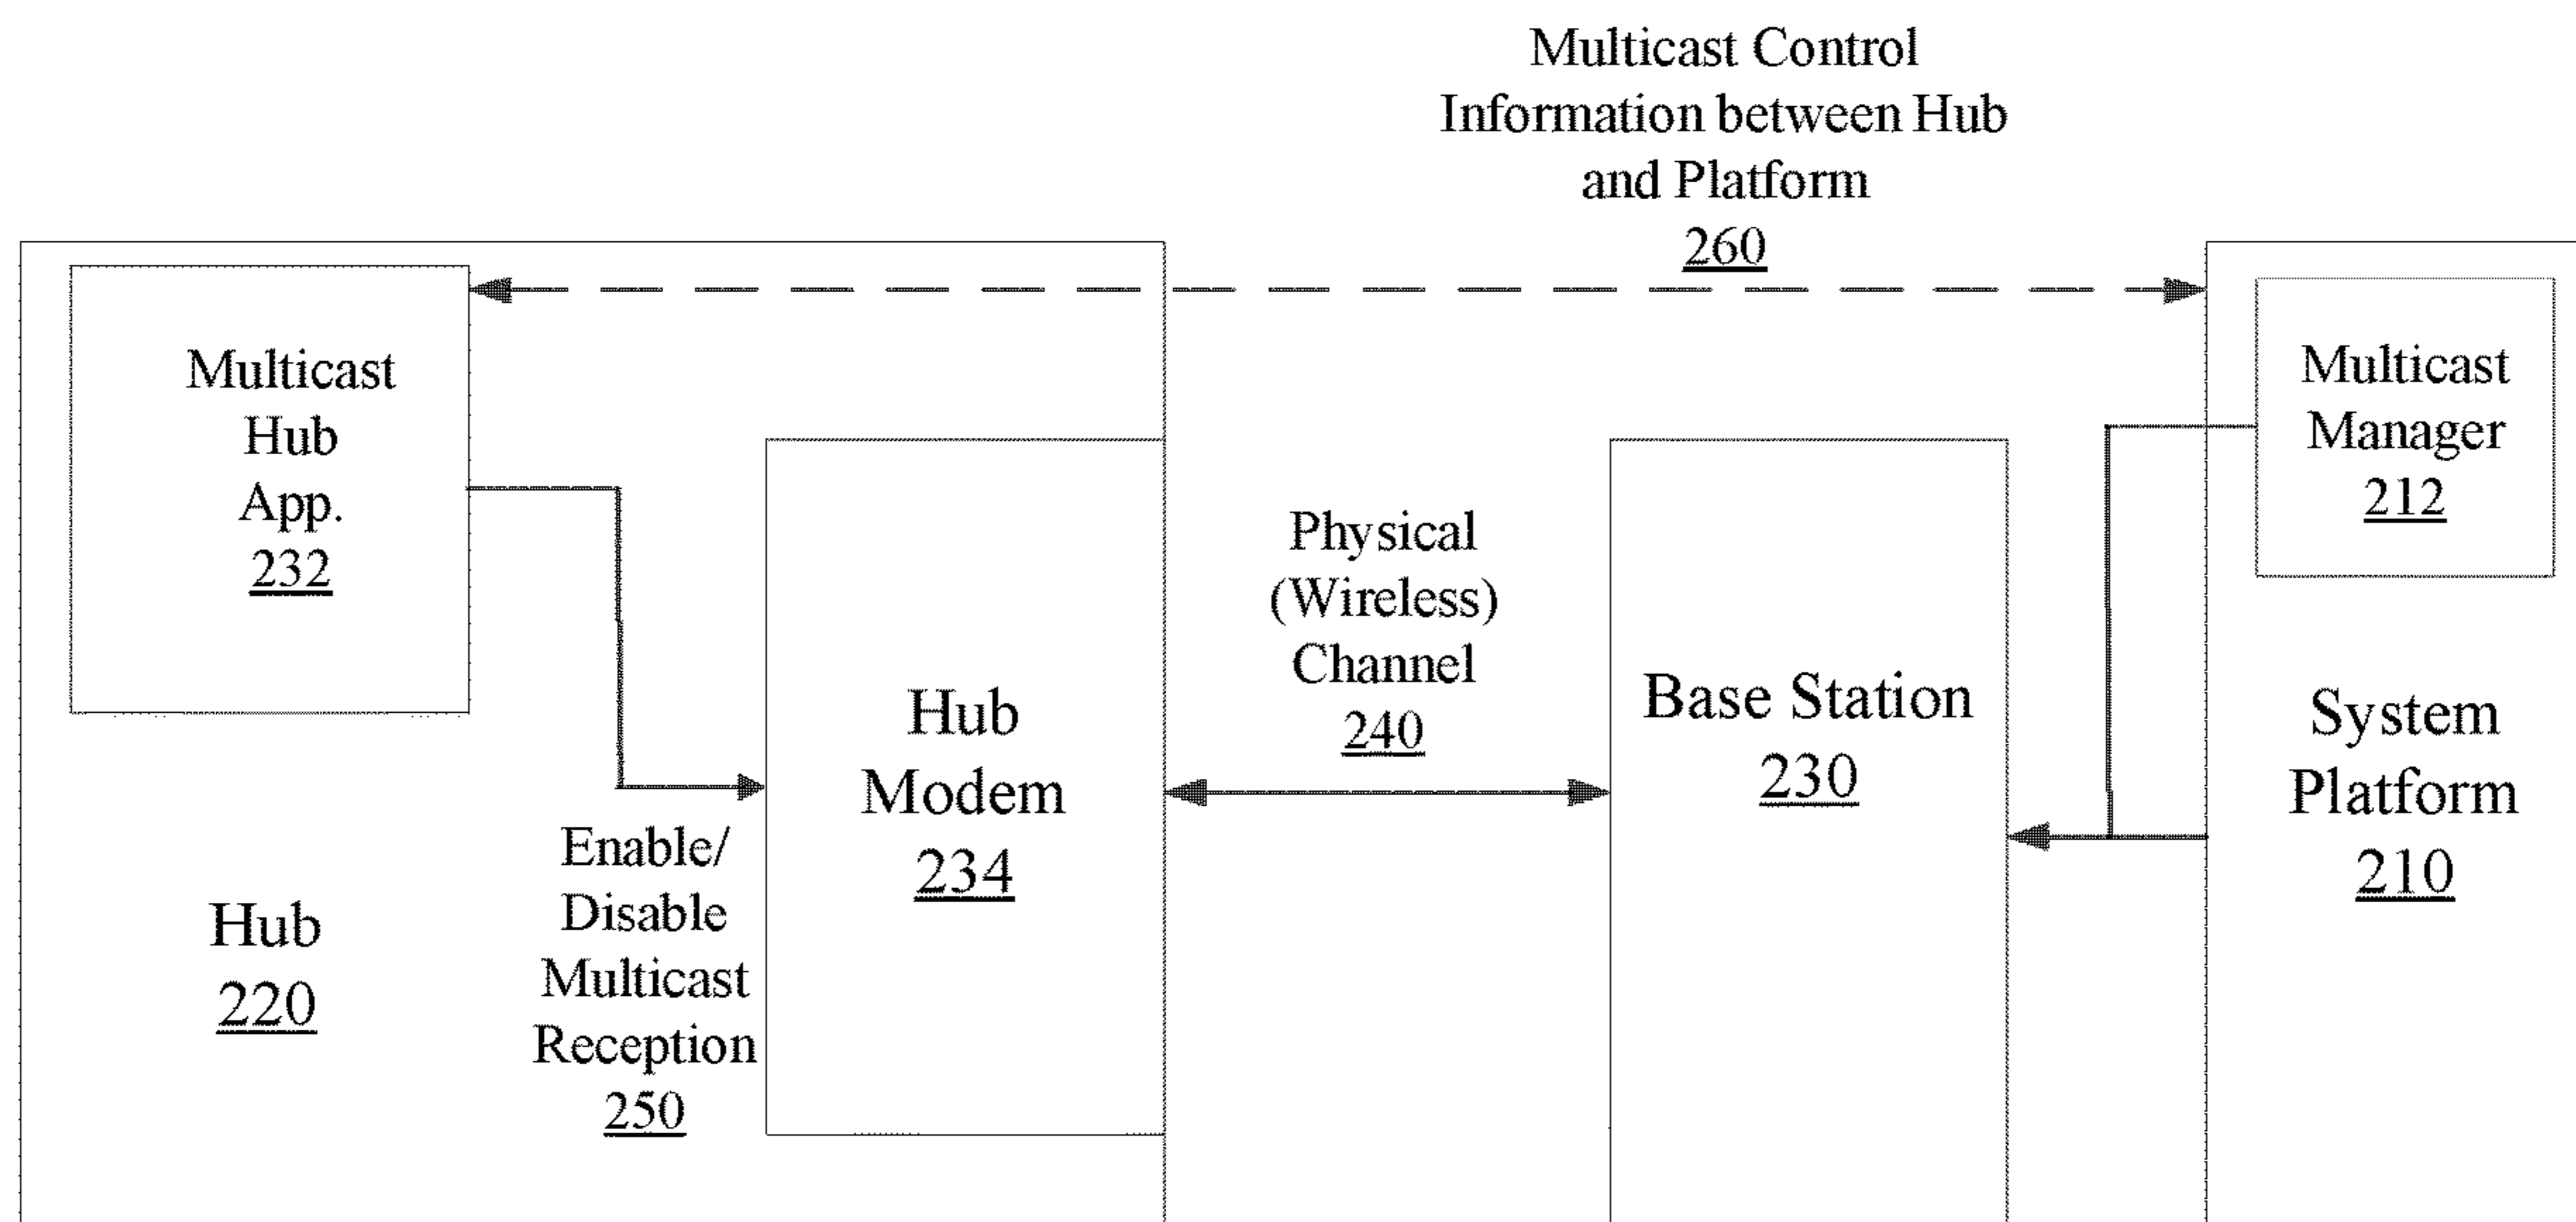 Multicast Control
Information between Hub
and Platform
260
Multicast
Hub
App.
232
Hub
220
Enable/
Disable
Multicast
Reception
250
Hub
Modem
234
Physical
(Wireless)
Channel
240
Base Station
230
Multicast
Manager
212
System
Platform
210